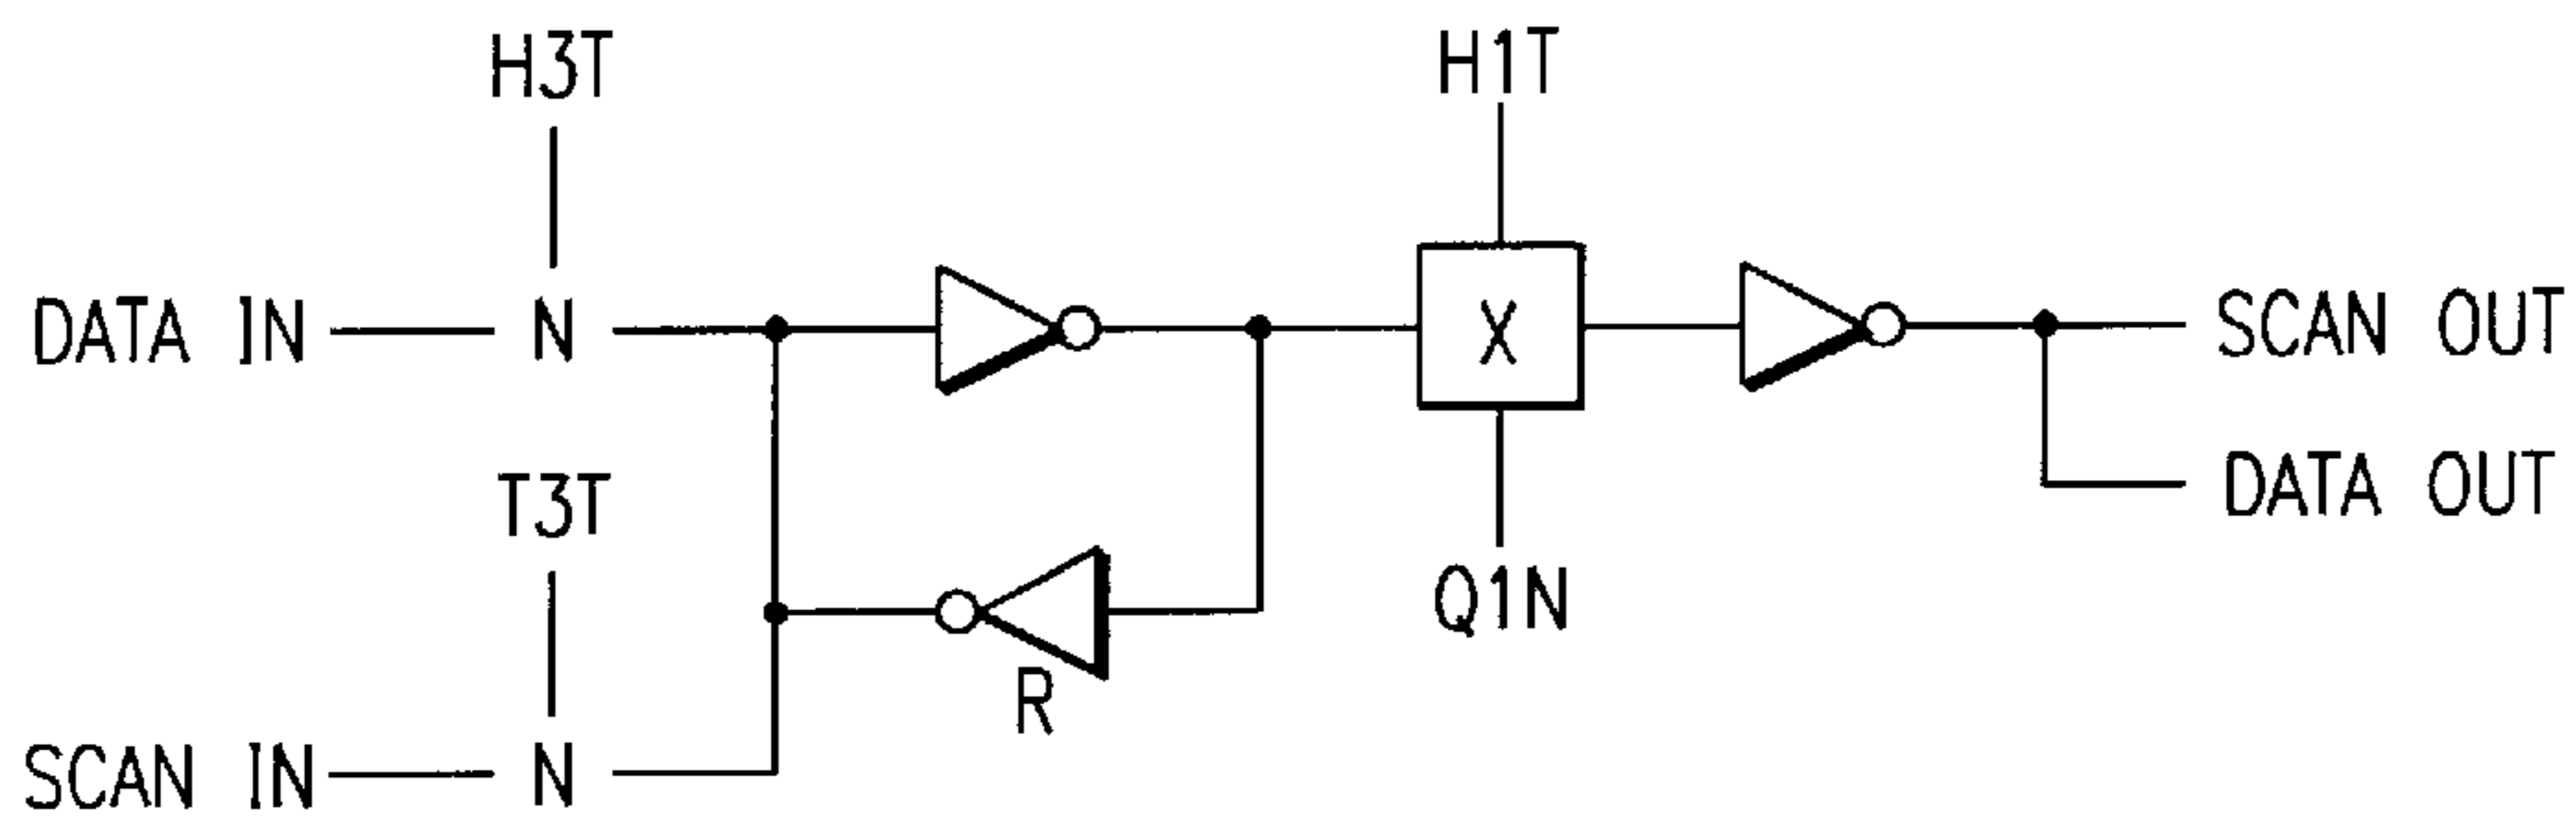 H3T
H1T
DATA IN
N
X
SCAN OUT
T3T
DATA OUT
Q1N
R
SCAN IN
N